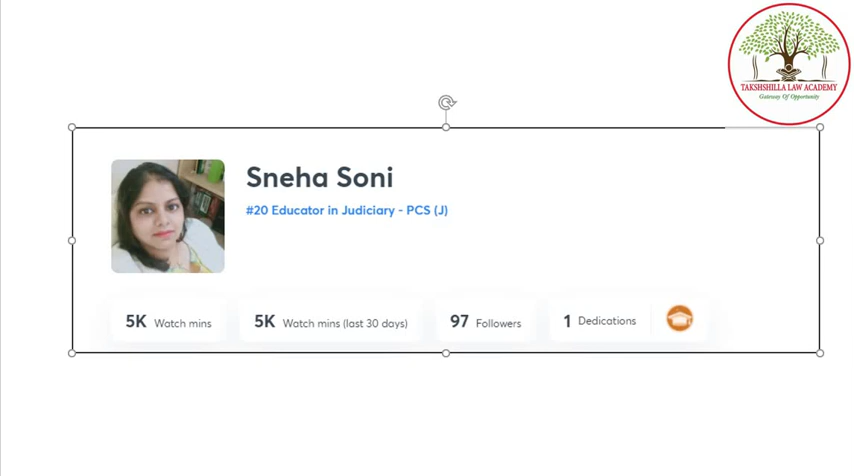 TAKSHSHILLA LAW ACADEMY
Gateway Of Opportunity
Sneha Soni
#20 Educator in Judiciary - PCS (J)
5K Watch mins
5K Watch mins (last 30 days)
97 Followers
1 Dedications